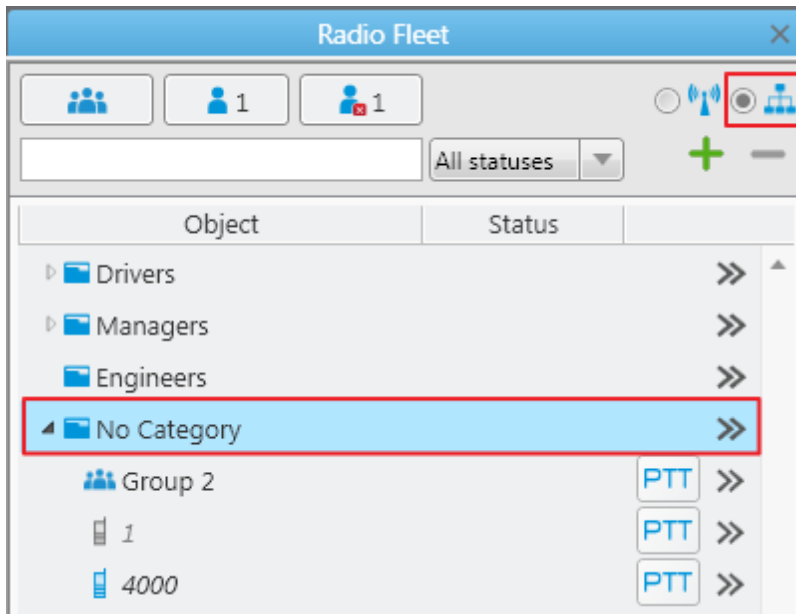 Radio Fleet
1 1
All statuses
Object Status
Drivers
Managers
Engineers
No Category
Group 2 PTT
1 PTT
4000 PTT